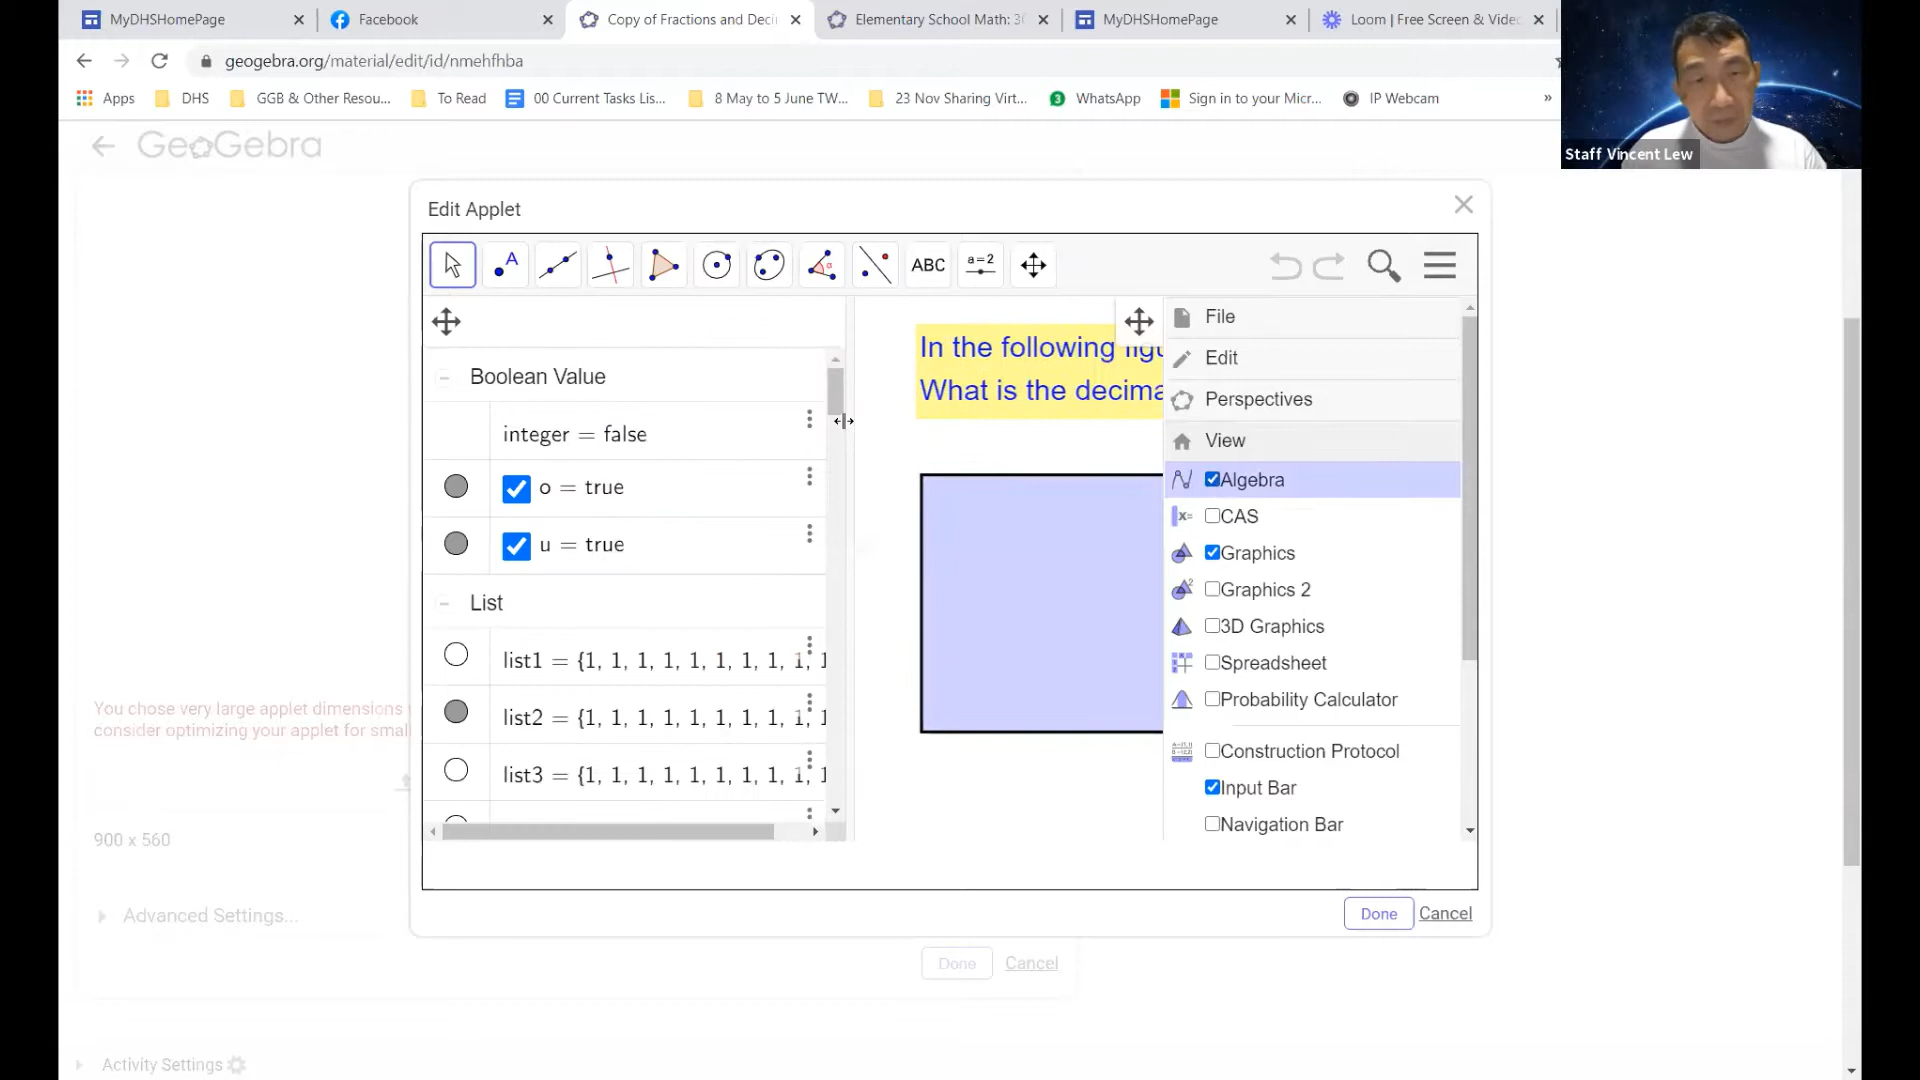 MyDHSHomePage
Facebook
Copy of Fractions and Deci
Elementary School Math: 3
MyDHSHomePage
Loom | Free Screen & Vide
geogebra.org/material/edit/id/nmehfhba
Apps
DHS
GGB & Other Resou...
To Read
00 Current Tasks Lis...
8 May to 5 June TW...
23 Nov Sharing Virt...
WhatsApp
Sign in to your Micr...
IP Webcam
»
Staff Vincent Lew
GeoGebra
Edit Applet
A
α
ABC
a=2
File
Edit
Perspectives
View
Algebra
CAS
Graphics
Graphics 2
3D Graphics
Spreadsheet
Probability Calculator
Construction Protocol
Input Bar
Navigation Bar
Boolean Value
integer = false
o = true
u = true
List
list1 = {1, 1, 1, 1, 1, 1, 1, 1, 1, 1
list2 = {1, 1, 1, 1, 1, 1, 1, 1, 1, 1
list3 = {1, 1, 1, 1, 1, 1, 1, 1, 1, 1
In the following
What is the decima
You chose very large applet dimensions
consider optimizing your applet for small
900 x 560
Advanced Settings...
Done
Cancel
Done
Cancel
Activity Settings